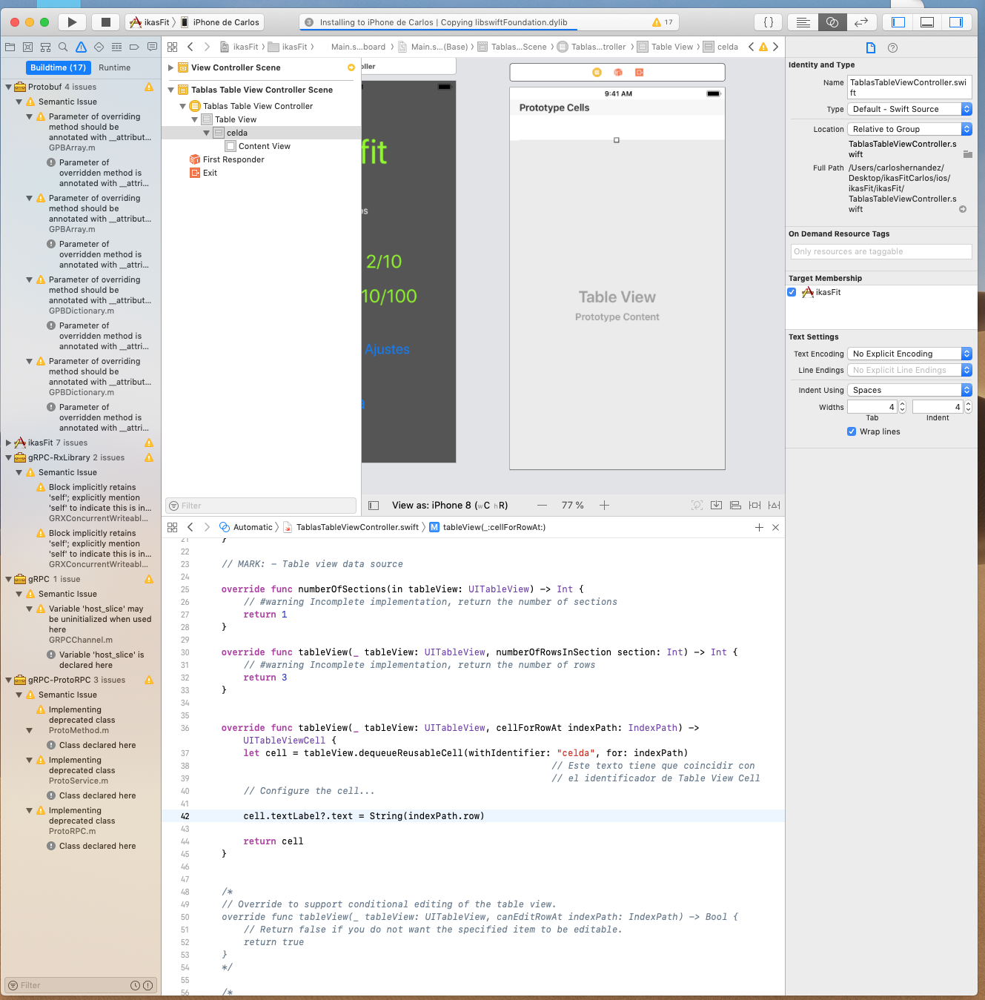 ikasFit
iPhone de Carlos
3
Installing to iPhone de Carlos | Copying libswiftFoundation.dylib
17
{ }
Buildtime (17)
Runtime
Protobuf 4 issues
Semantic Issue
Parameter of overriding
method should be
annotated with __attribut...
GPBArray.m
Parameter of
overridden method is
annotated with __attri...
Parameter of overriding
method should be
annotated with __attribut...
GPBArray.m
Parameter of
overridden method is
annotated with __attri...
Parameter of overriding
method should be
annotated with __attribut...
GPBDictionary.m
Parameter of
overridden method is
annotated with __attri...
Parameter of overriding
method should be
annotated with __attribut...
GPBDictionary.m
Parameter of
overridden method is
annotated with __attri...
ikasFit 7 issues
gRPC-RxLibrary 2 issues
Semantic Issue
Block implicitly retains
'self'; explicitly mention
'self' to indicate this is in...
GRXConcurrentWriteabl...
Block implicitly retains
'self'; explicitly mention
'self' to indicate this is in...
GRXConcurrentWriteabl...
gRPC 1 issue
Semantic Issue
Variable 'host_slice' may
be uninitialized when used
here
GRPCChannel.m
Variable 'host_slice' is
declared here
gRPC-ProtoRPC 3 issues
Semantic Issue
Implementing
deprecated class
ProtoMethod.m
Class declared here
Implementing
deprecated class
ProtoService.m
Class declared here
Implementing
deprecated class
ProtoRPC.m
Class declared here
Filter
ikasFit
ikasFit
Main.s...board
Main.s...(Base)
Tablas...Scene
Tablas...troller
Table View
celda
View Controller Scene
Tablas Table View Controller Scene
Tablas Table View Controller
Table View
celda
Content View
First Responder
Exit
Filter
oller
fit
os
2/10
10/100
Ajustes
a
9:41 AM
Prototype Cells
Table View
Prototype Content
View as: iPhone 8 (wC hR)
77 %
Automatic
TablasTableViewController.swift
M
tableView(_:cellForRowAt:)
21 }
22
23 // MARK: - Table view data source
24
25 override func numberOfSections(in tableView: UITableView) -> Int {
26 // #warning Incomplete implementation, return the number of sections
27 return 1
28 }
29
30 override func tableView(_ tableView: UITableView, numberOfRowsInSection section: Int) -> Int {
31 // #warning Incomplete implementation, return the number of rows
32 return 3
33 }
34
35
36 override func tableView(_ tableView: UITableView, cellForRowAt indexPath: IndexPath) ->
UITableViewCell {
37 let cell = tableView.dequeueReusableCell(withIdentifier: "celda", for: indexPath)
38 // Este texto tiene que coincidir con
39 // el identificador de Table View Cell
40 // Configure the cell...
41
42 cell.textLabel?.text = String(indexPath.row)
43
44 return cell
45 }
46
47
48 /*
49 // Override to support conditional editing of the table view.
50 override func tableView(_ tableView: UITableView, canEditRowAt indexPath: IndexPath) -> Bool {
51 // Return false if you do not want the specified item to be editable.
52 return true
53 }
54 */
55
56 /*
Identity and Type
Name TablasTableViewController.swi
ft
Type Default - Swift Source
Location Relative to Group
TablasTableViewController.s
wift
Full Path /Users/carloshernandez/
Desktop/ikasFitCarlos/ios/
ikasFit/ikasFit/
TablasTableViewController.s
wift
On Demand Resource Tags
Only resources are taggable
Target Membership
ikasFit
Text Settings
Text Encoding No Explicit Encoding
Line Endings No Explicit Line Endings
Indent Using Spaces
Widths 4 4
Tab Indent
Wrap lines